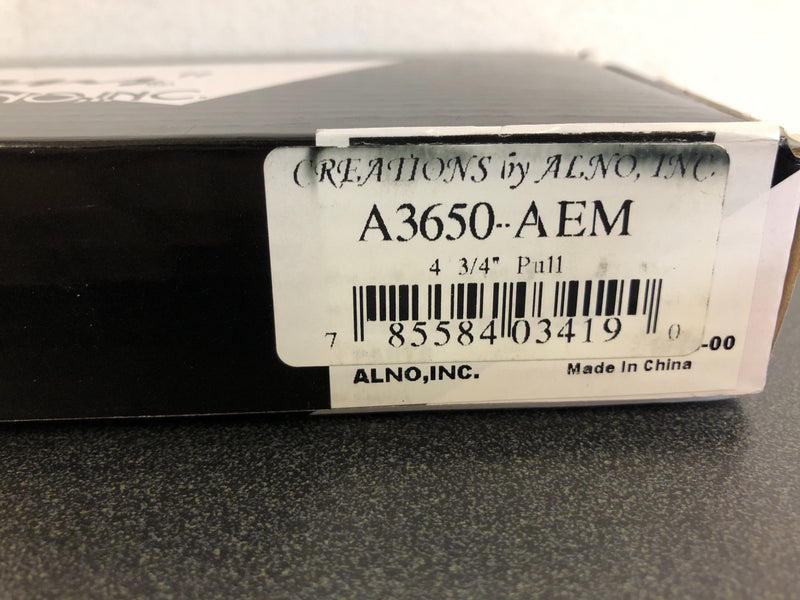 CREATIONS by ALNO, INC.
A3650-AEM
4 3/4" Pull
7 85584 03419 0
-00
ALNO,INC.
Made In China